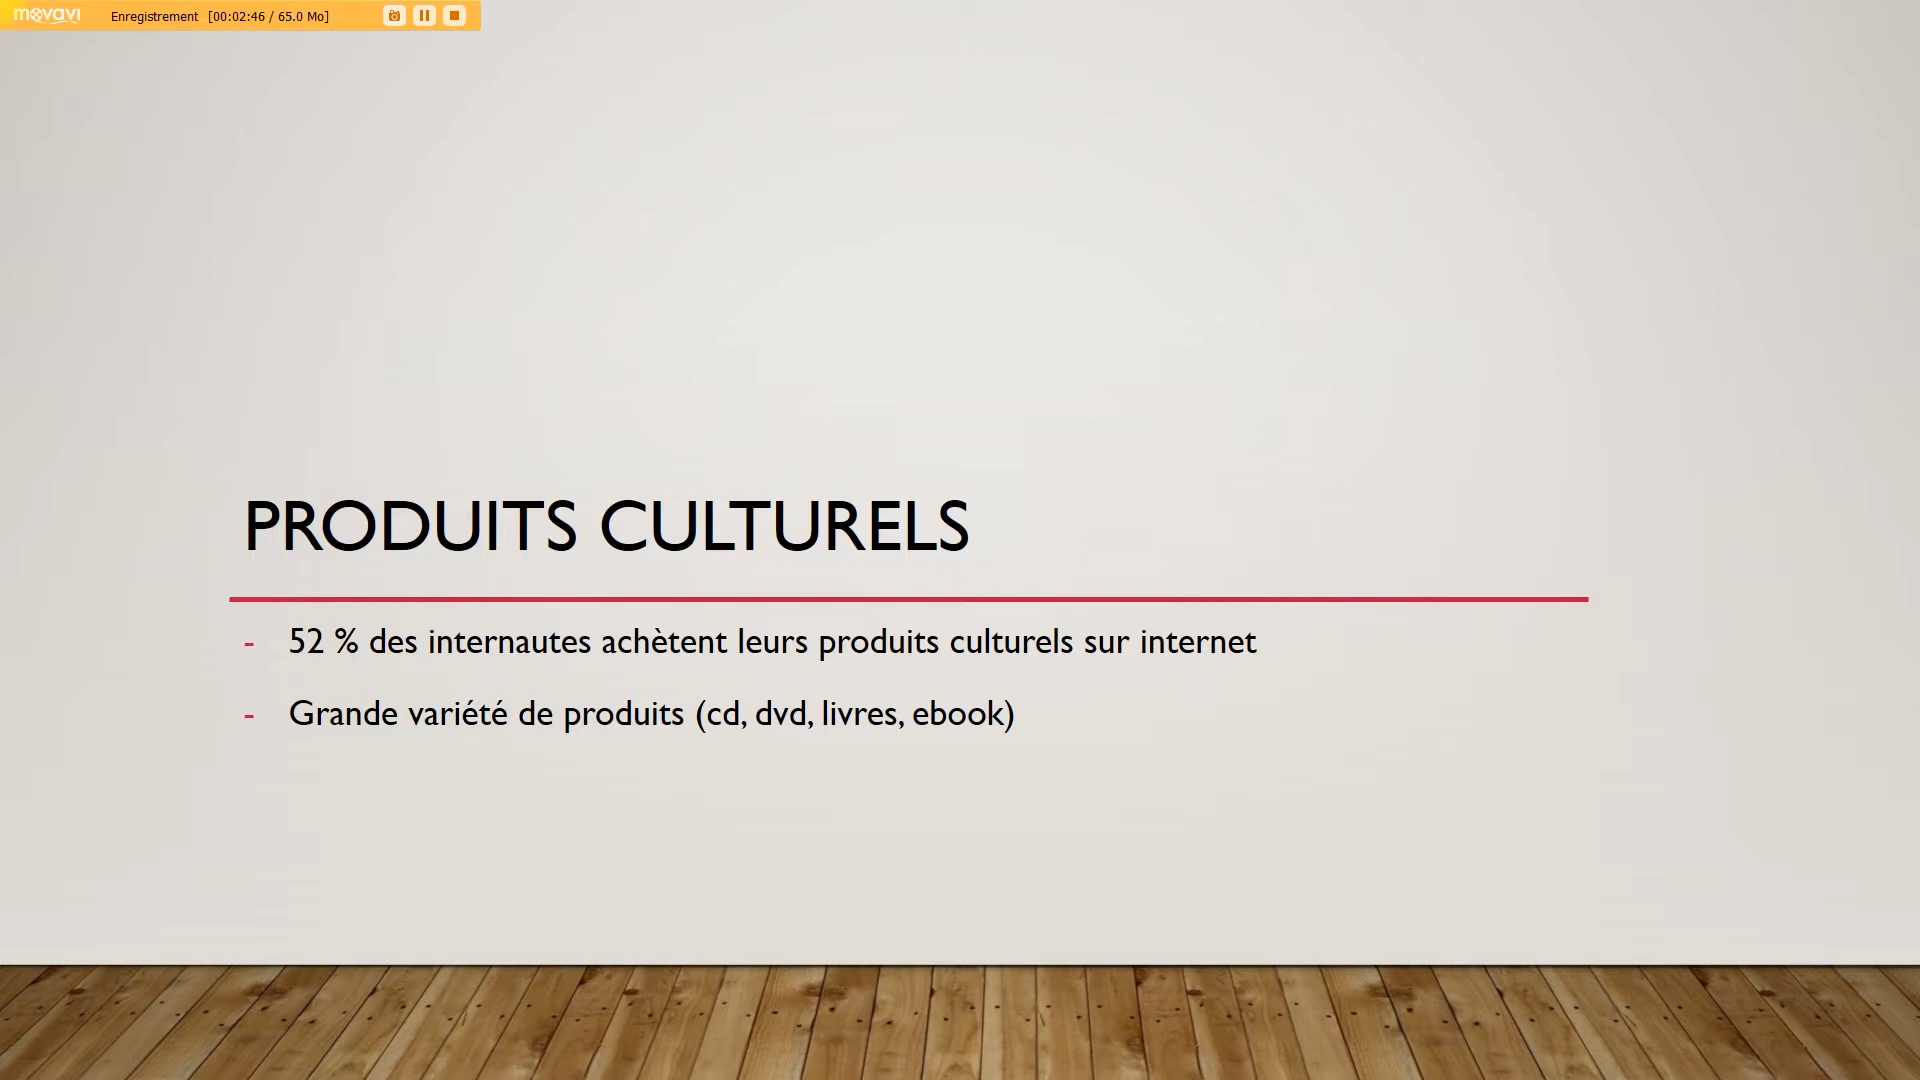 movavi
Enregistrement [00:02:46 / 65.0 Mo]
PRODUITS CULTURELS
- 52 % des internautes achètent leurs produits culturels sur internet
- Grande variété de produits (cd, dvd, livres, ebook)